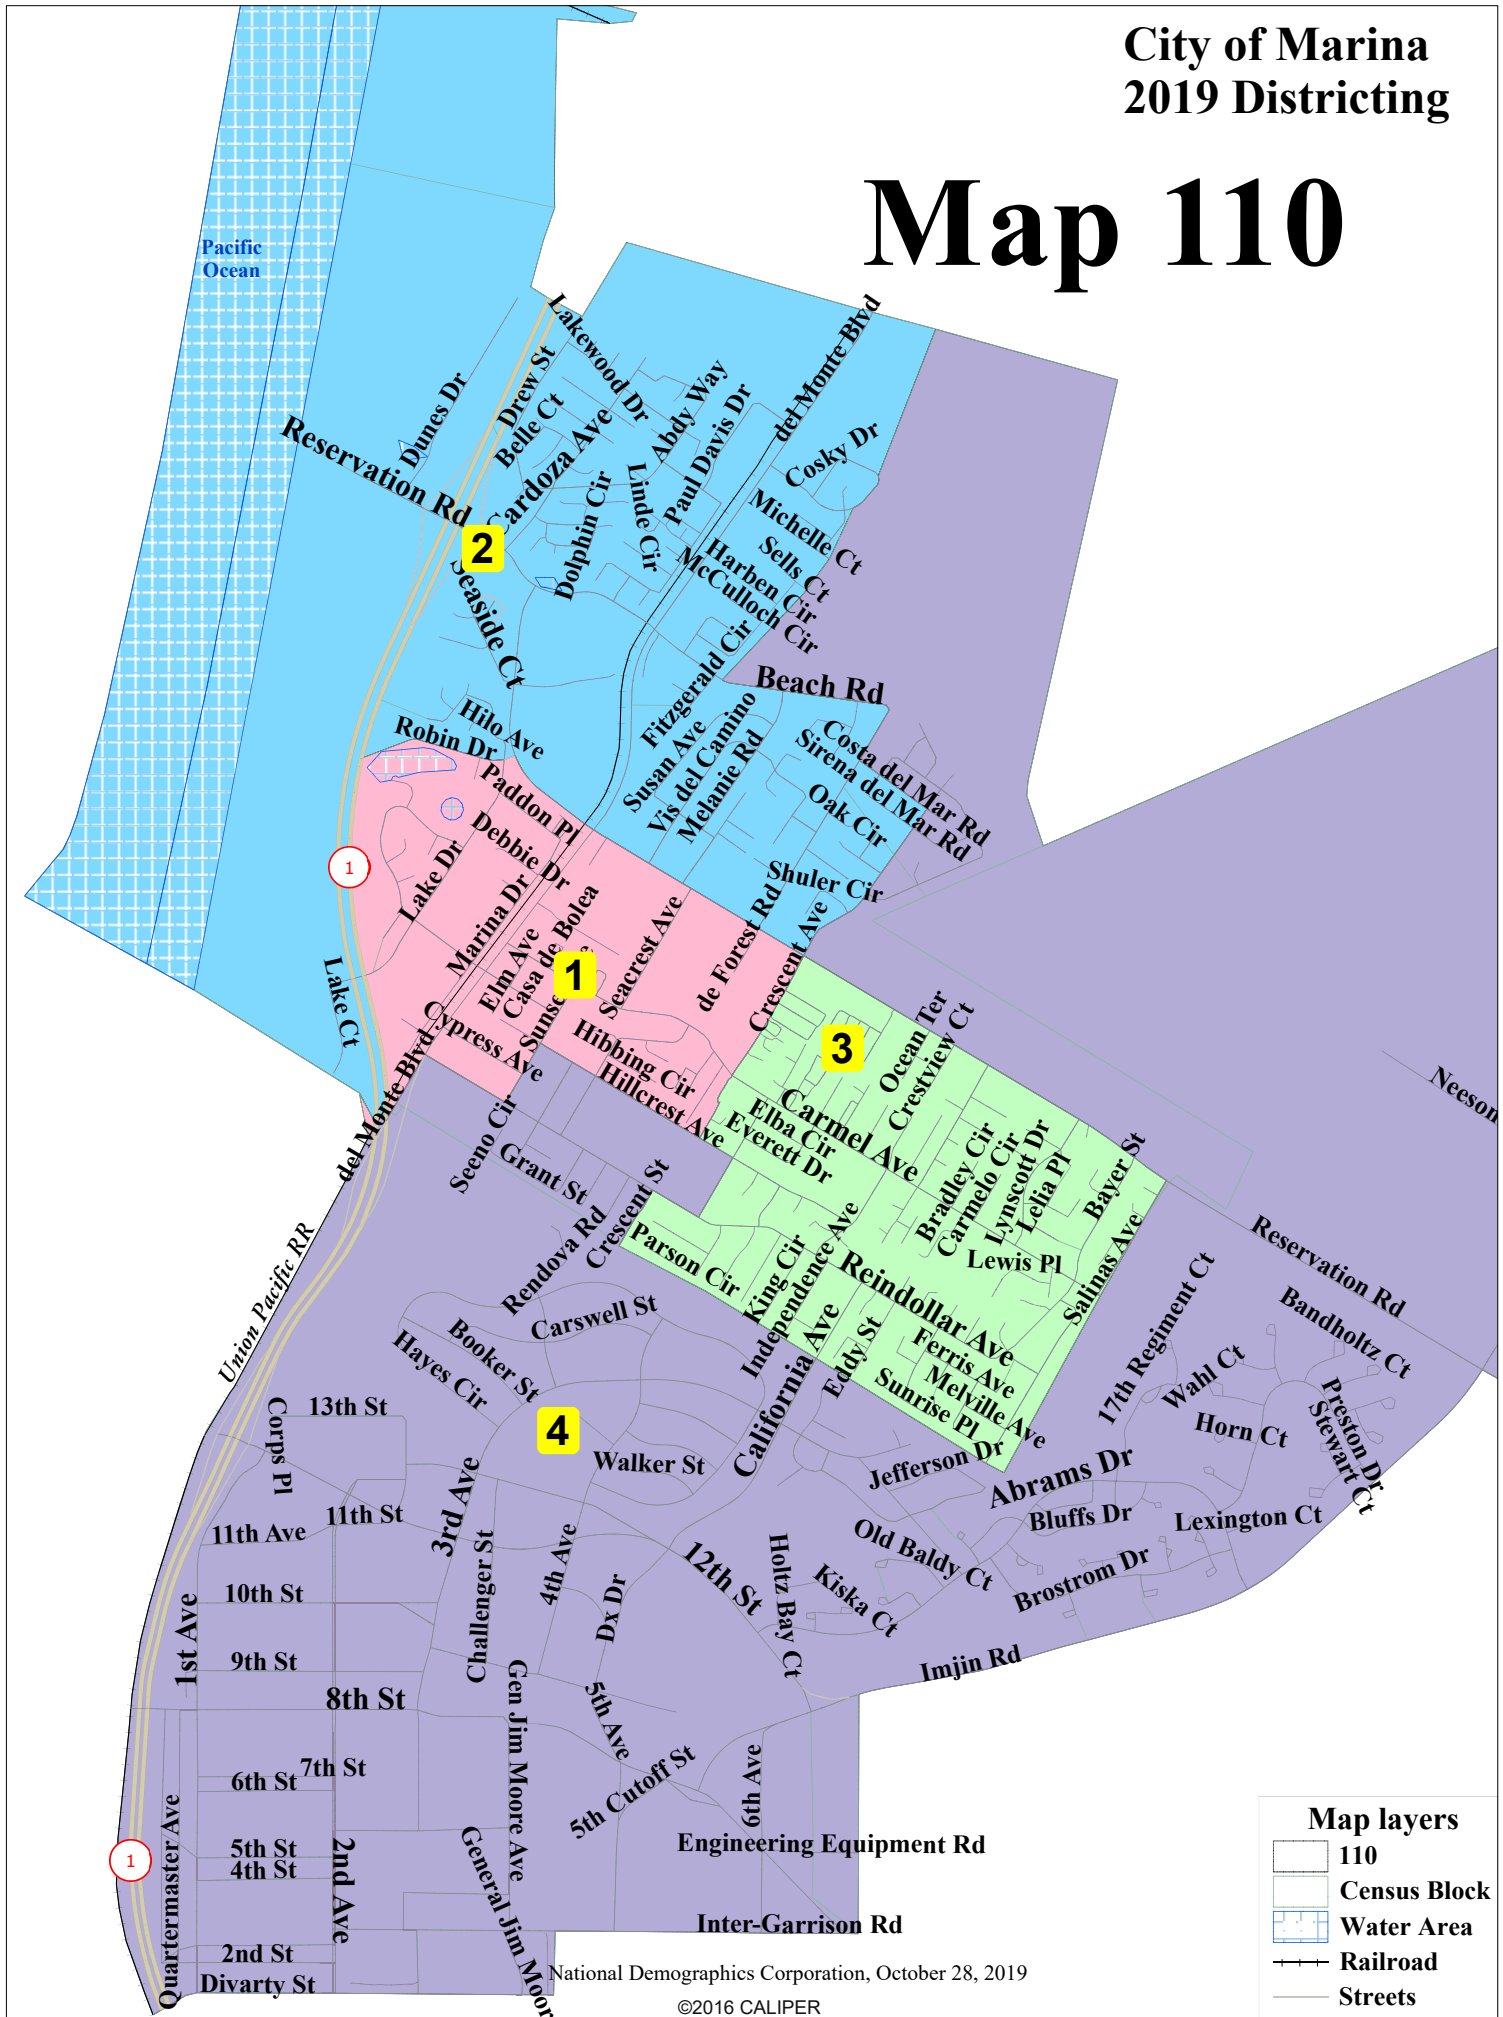 City of Marina
2019 Districting
Map 110
Pacific
Ocean
Lakewood Dr
del Monte Blvd
Drew St
Dunes Dr
Abdy Way
Belle Ct
Paul Davis Dr
Reservation Rd
Cardoza Ave
Cosky Dr
Linde Cir
Dolphin Cir
Michelle Ct
2
Sells Ct
Harben Cir
McCulloch Cir
Seaside Ct
Fitzgerald Cir
Beach Rd
Hilo Ave
Robin Dr
Susan Ave
Vis del Camino
Melanie Rd
Costa del Mar Rd
Sirena del Mar Rd
Paddon Pl
Oak Cir
Debbie Dr
1
Lake Dr
Shuler Cir
Marina Dr
Casa de Bolea
Seacrest Ave
de Forest Rd
Crescent Ave
Elm Ave
1
Lake Ct
Sunse
e
Cypress Ave
Hibbing Cir
Hillcrest Ave
3
Ocean Ter
Crestview Ct
del Monte Blvd
Carmel Ave
Elba Cir
Everett Dr
Neeson
Seeno Cir
Grant St
Bradley Cir
Carmelo Cir
Lynscott Dr
Lelia Pl
Bayer St
Rendova Rd
Crescent St
Parson Cir
King Cir
Independence Ave
Lewis Pl
Salinas Ave
Reservation Rd
Union Pacific RR
Reindollar Ave
17th Regiment Ct
Bandholtz Ct
Carswell St
Booker St
Hayes Cir
California Ave
Eddy St
Ferris Ave
Melville Ave
Sunrise Pl
Wahl Ct
Horn Ct
Preston Dr
Stewart Ct
13th St
Corps Pl
4
Walker St
Jefferson Dr
Abrams Dr
3rd Ave
11th St
11th Ave
Bluffs Dr
Lexington Ct
Challenger St
4th Ave
12th St
Holtz Bay Ct
Old Baldy Ct
Kiska Ct
Brostrom Dr
10th St
Dx Dr
1st Ave
9th St
Imjin Rd
8th St
Gen Jim Moore Ave
5th Ave
7th St
6th St
5th Cutoff St
6th Ave
Quartermaster Ave
5th St
4th St
2nd Ave
General Jim Moor
Engineering Equipment Rd
1
Inter-Garrison Rd
2nd St
Divarty St
National Demographics Corporation, October 28, 2019
©2016 CALIPER
Map layers
110
Census Block
Water Area
Railroad
Streets